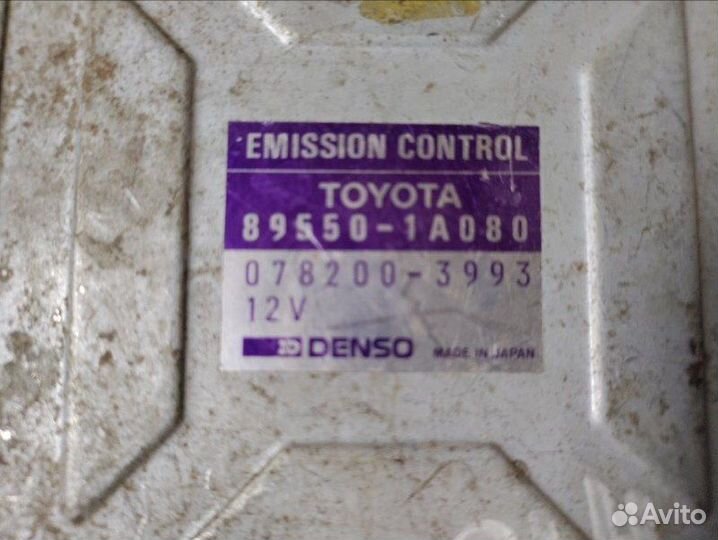 EMISSION CONTROL
TOYOTA
89550-1A080
078200-3993
12V
DENSO
MADE IN JAPAN
Avito